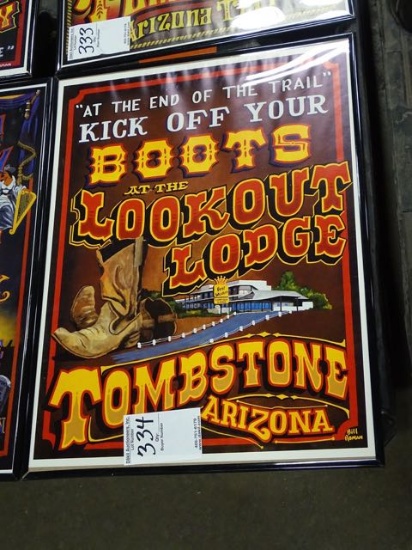 333
Arizona T
"AT THE END OF THE TRAIL"
KICK OFF YOUR
BOOTS
AT THE
LOOKOUT
LODGE
TOMBSTONE
ARIZONA
334
Bill